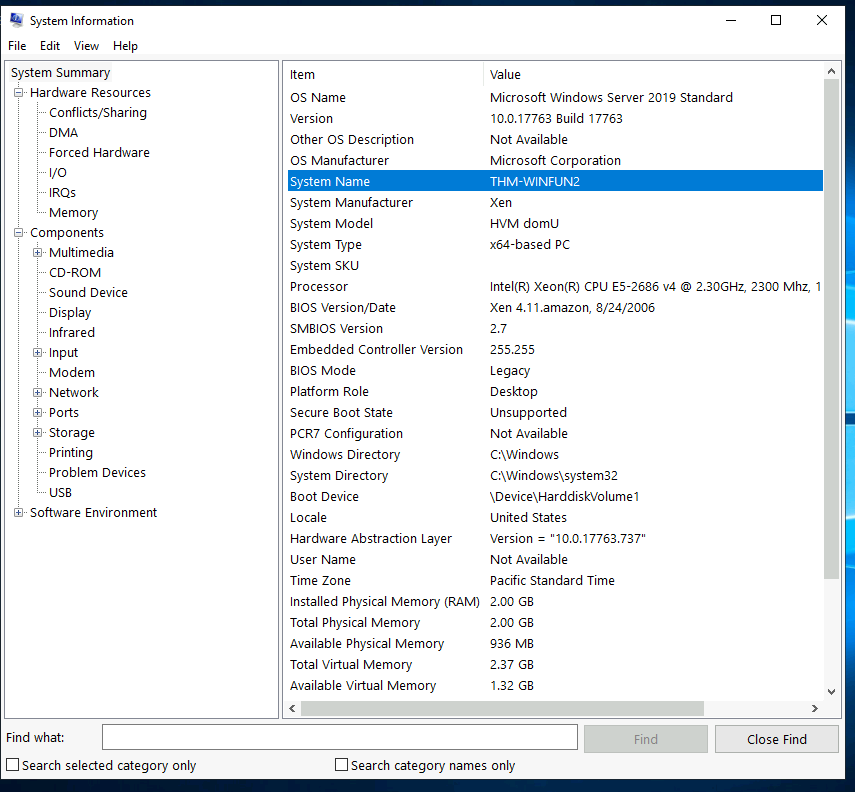 System Information
File Edit View Help
System Summary
Hardware Resources
Conflicts/Sharing
DMA
Forced Hardware
I/O
IRQs
Memory
Components
Multimedia
CD-ROM
Sound Device
Display
Infrared
Input
Modem
Network
Ports
Storage
Printing
Problem Devices
USB
Software Environment
Item Value
OS Name Microsoft Windows Server 2019 Standard
Version 10.0.17763 Build 17763
Other OS Description Not Available
OS Manufacturer Microsoft Corporation
System Name THM-WINFUN2
System Manufacturer Xen
System Model HVM domU
System Type x64-based PC
System SKU
Processor Intel(R) Xeon(R) CPU E5-2686 v4 @ 2.30GHz, 2300 Mhz, 1
BIOS Version/Date Xen 4.11.amazon, 8/24/2006
SMBIOS Version 2.7
Embedded Controller Version 255.255
BIOS Mode Legacy
Platform Role Desktop
Secure Boot State Unsupported
PCR7 Configuration Not Available
Windows Directory C:\Windows
System Directory C:\Windows\system32
Boot Device \Device\HarddiskVolume1
Locale United States
Hardware Abstraction Layer Version = "10.0.17763.737"
User Name Not Available
Time Zone Pacific Standard Time
Installed Physical Memory (RAM) 2.00 GB
Total Physical Memory 2.00 GB
Available Physical Memory 936 MB
Total Virtual Memory 2.37 GB
Available Virtual Memory 1.32 GB
Find what: Find Close Find
Search selected category only Search category names only